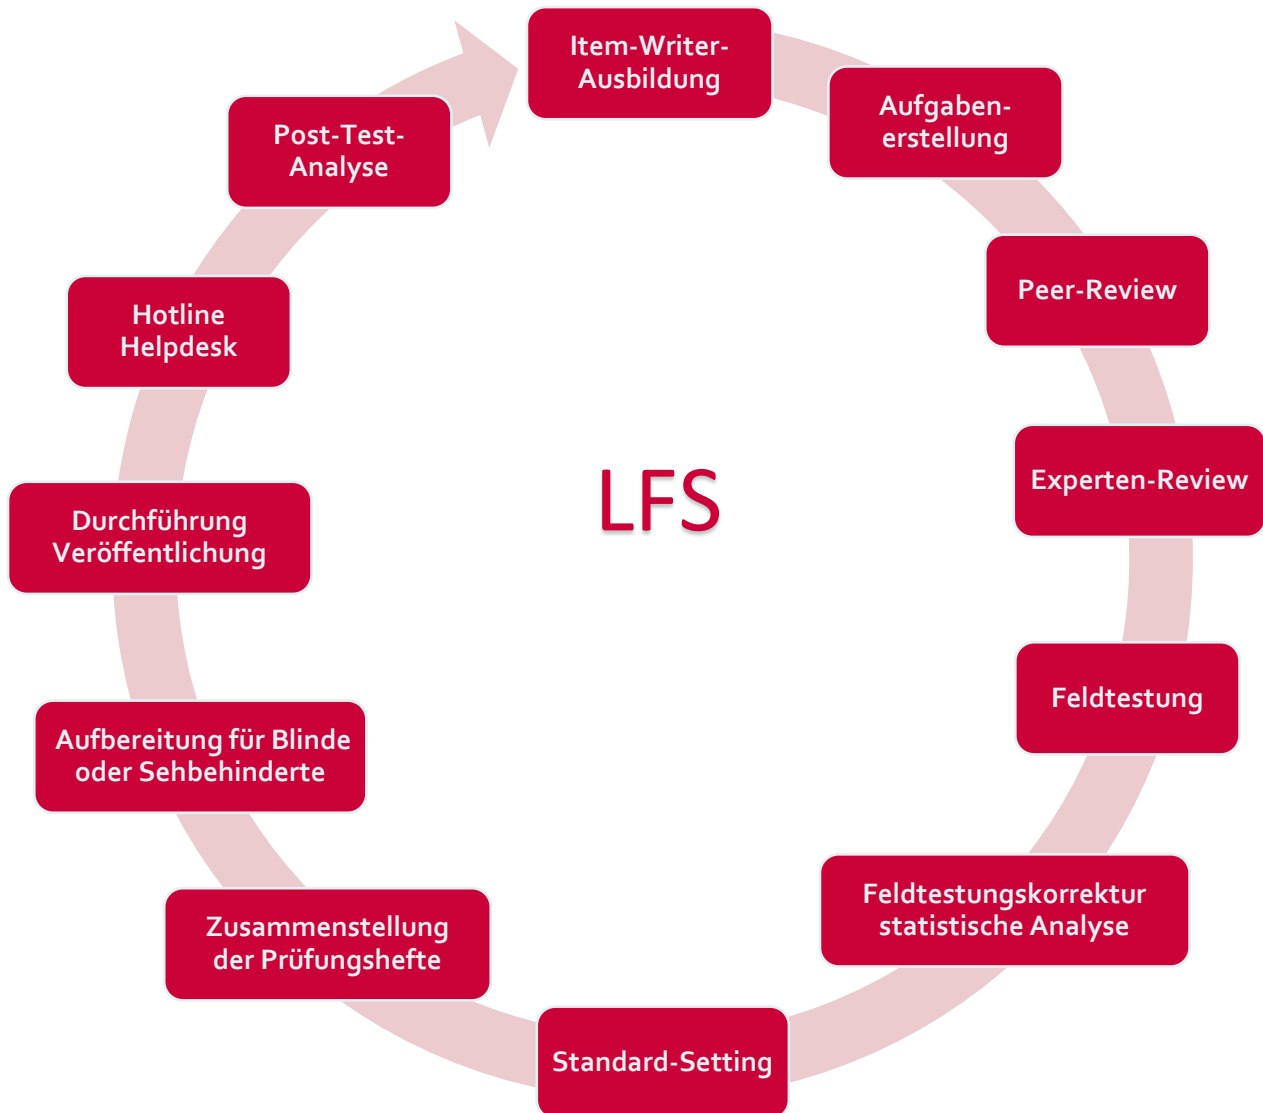 Item-Writer-
Ausbildung
Aufgaben-
erstellung
Peer-Review
Experten-Review
Feldtestung
Feldtestungskorrektur
statistische Analyse
Standard-Setting
Zusammenstellung
der Prüfungshefte
Aufbereitung für Blinde
oder Sehbehinderte
Durchführung
Veröffentlichung
Hotline
Helpdesk
Post-Test-
Analyse
LFS